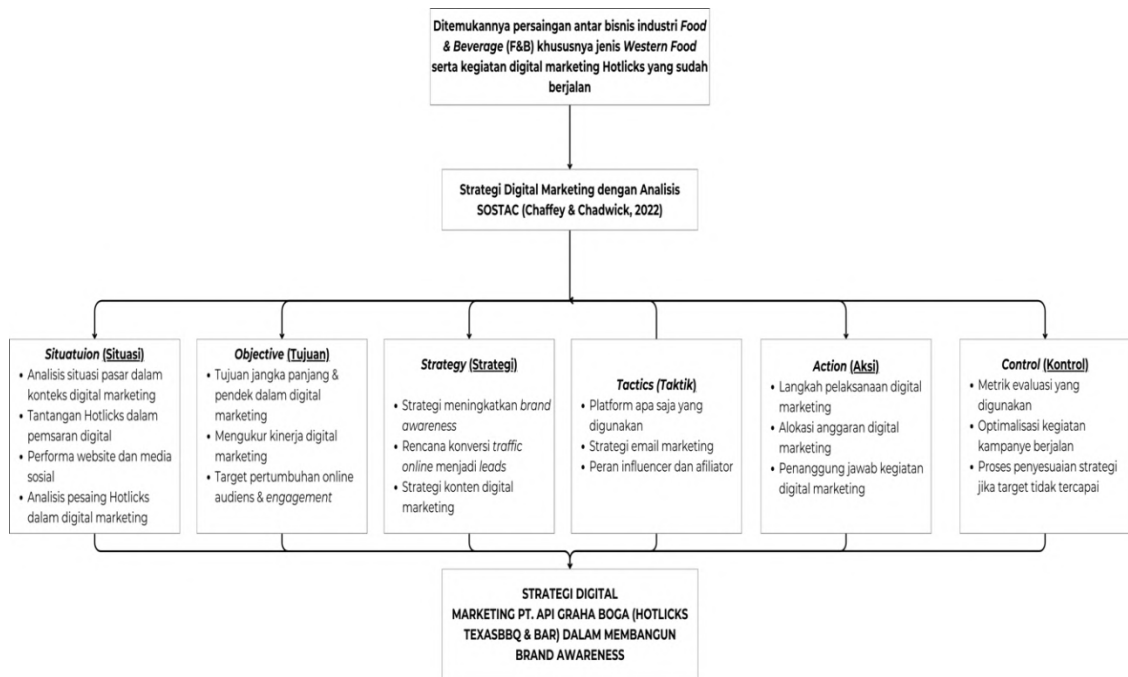 Ditemukannya persaingan antar bisnis industri Food
& Beverage (F&B) khususnya jenis Western Food
serta kegiatan digital marketing Hotlicks yang sudah
berjalan
Strategi Digital Marketing dengan Analisis
SOSTAC (Chaffey & Chadwick, 2022)
Situatuion (Situasi)
• Analisis situasi pasar dalam
konteks digital marketing
• Tantangan Hotlicks dalam
pemsaran digital
• Performa website dan media
sosial
• Analisis pesaing Hotlicks
dalam digital marketing
Objective (Tujuan)
• Tujuan jangka panjang &
pendek dalam digital
marketing
• Mengukur kinerja digital
marketing
• Target pertumbuhan online
audiens & engagement
Strategy (Strategi)
• Strategi meningkatkan brand
awareness
• Rencana konversi traffic
online menjadi leads
• Strategi konten digital
marketing
Tactics (Taktik)
• Platform apa saja yang
digunakan
• Strategi email marketing
• Peran influencer dan afiliator
Action (Aksi)
• Langkah pelaksanaan digital
marketing
• Alokasi anggaran digital
marketing
• Penanggung jawab kegiatan
digital marketing
Control (Kontrol)
• Metrik evaluasi yang
digunakan
• Optimalisasi kegiatan
kampanye berjalan
• Proses penyesuaian strategi
jika target tidak tercapai
STRATEGI DIGITAL
MARKETING PT. API GRAHA BOGA (HOTLICKS
TEXASBBQ & BAR) DALAM MEMBANGUN
BRAND AWARENESS